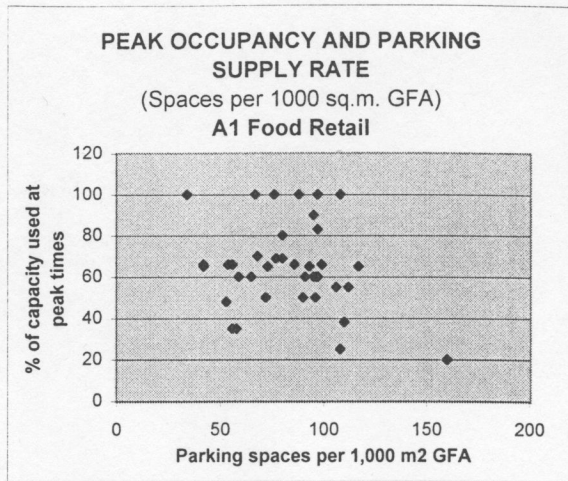 PEAK OCCUPANCY AND PARKING
SUPPLY RATE
(Spaces per 1000 sq.m. GFA)
A1 Food Retail
% of capacity used at
peak times
120
100
80
60
40
20
0
0 50 100 150 200
Parking spaces per 1,000 m2 GFA